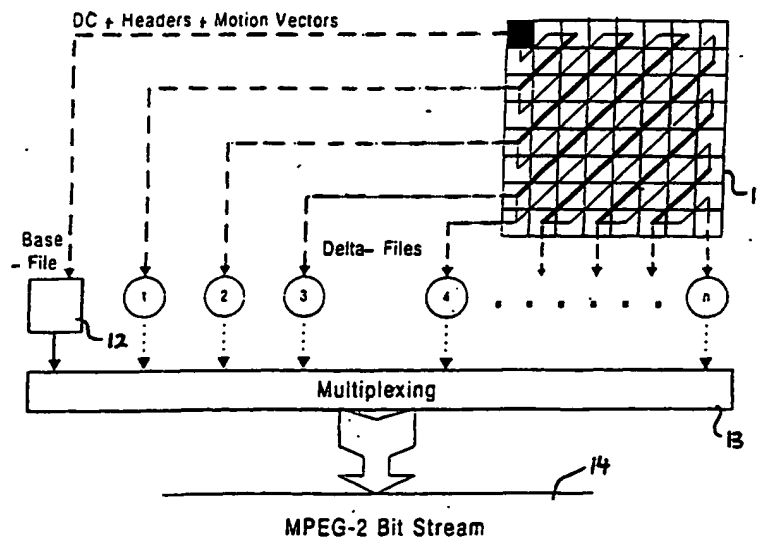 DC + Headers + Motion Vectors
1
Base
- File
Delta- Files
1 2 3 4 n
12
Multiplexing
13
14
MPEG-2 Bit Stream